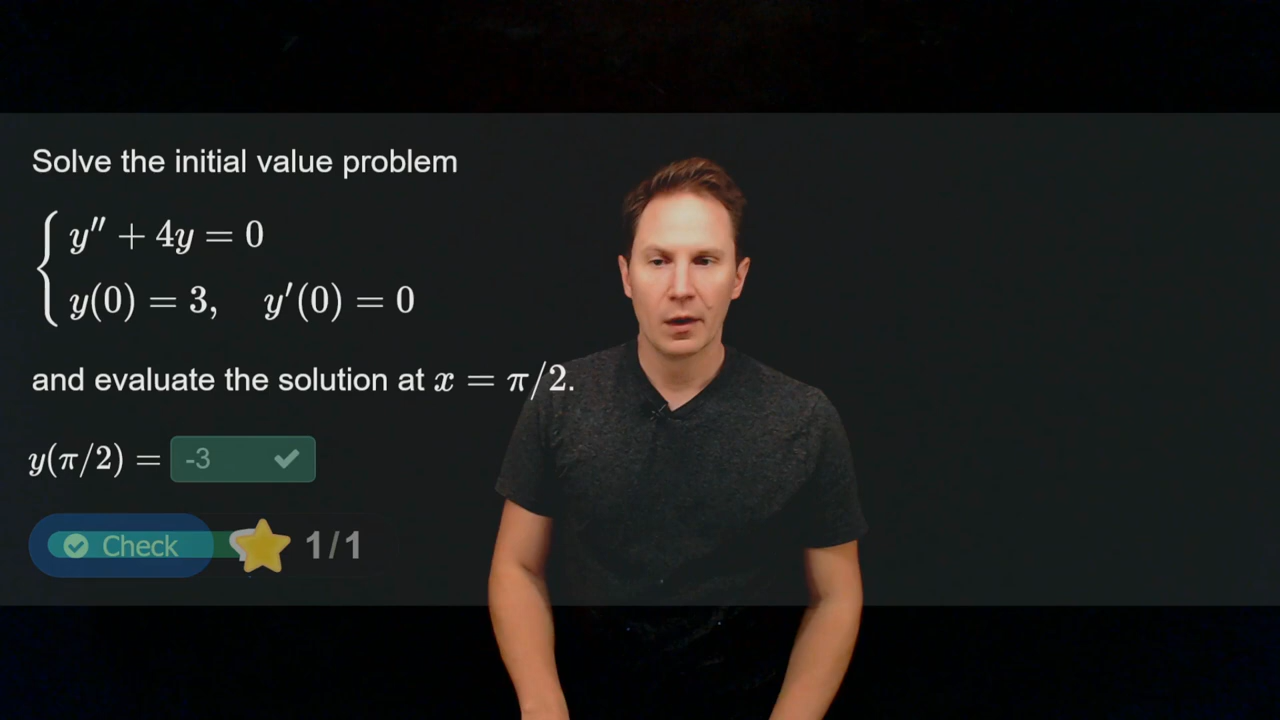 Solve the initial value problem
y″ + 4y = 0
y(0) = 3, y′(0) = 0
and evaluate the solution at x = π/2.
y(π/2) = -3
Check 1/1